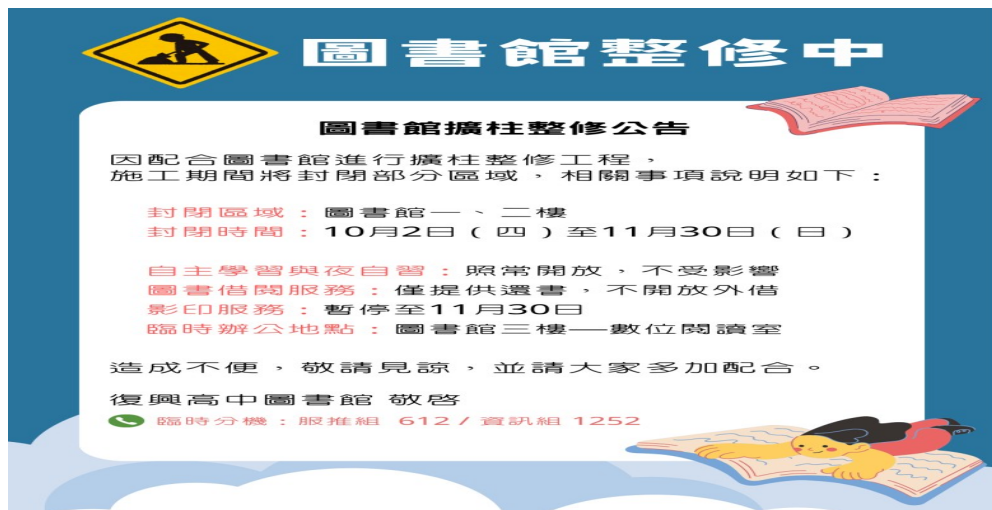 圖書館整修中
圖書館擴柱整修公告
因配合圖書館進行擴柱整修工程，
施工期間將封閉部分區域，相關事項說明如下：
封閉區域：圖書館一、二樓
封閉時間：10月2日（四）至11月30日（日）
自主學習與夜自習：照常開放，不受影響
圖書借閱服務：僅提供還書，不開放外借
影印服務：暫停至11月30日
臨時辦公地點：圖書館三樓—數位閱讀室
造成不便，敬請見諒，並請大家多加配合。
復興高中圖書館 敬啓
臨時分機：服推組 612/ 資訊組 1252